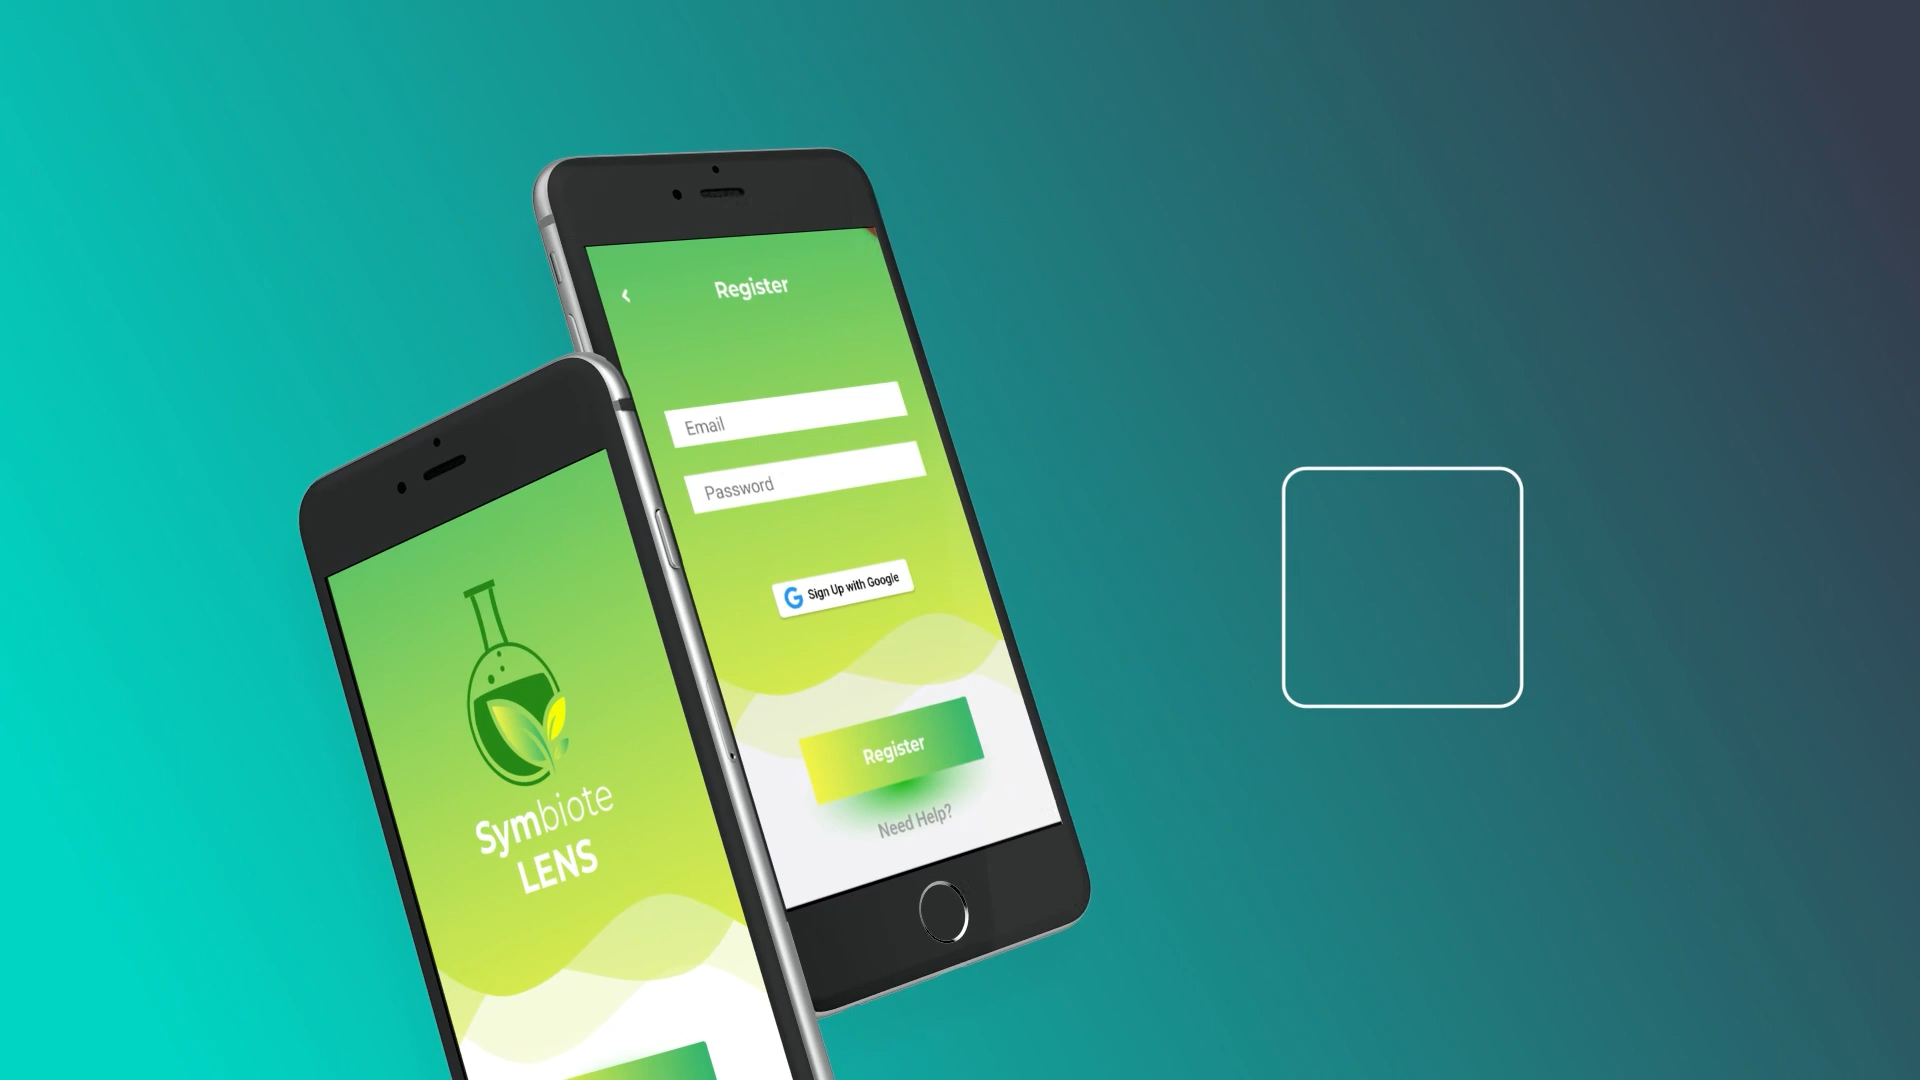 Register
Email
Password
Sign Up with Google
Register
Need Help?
Symbiote
LENS